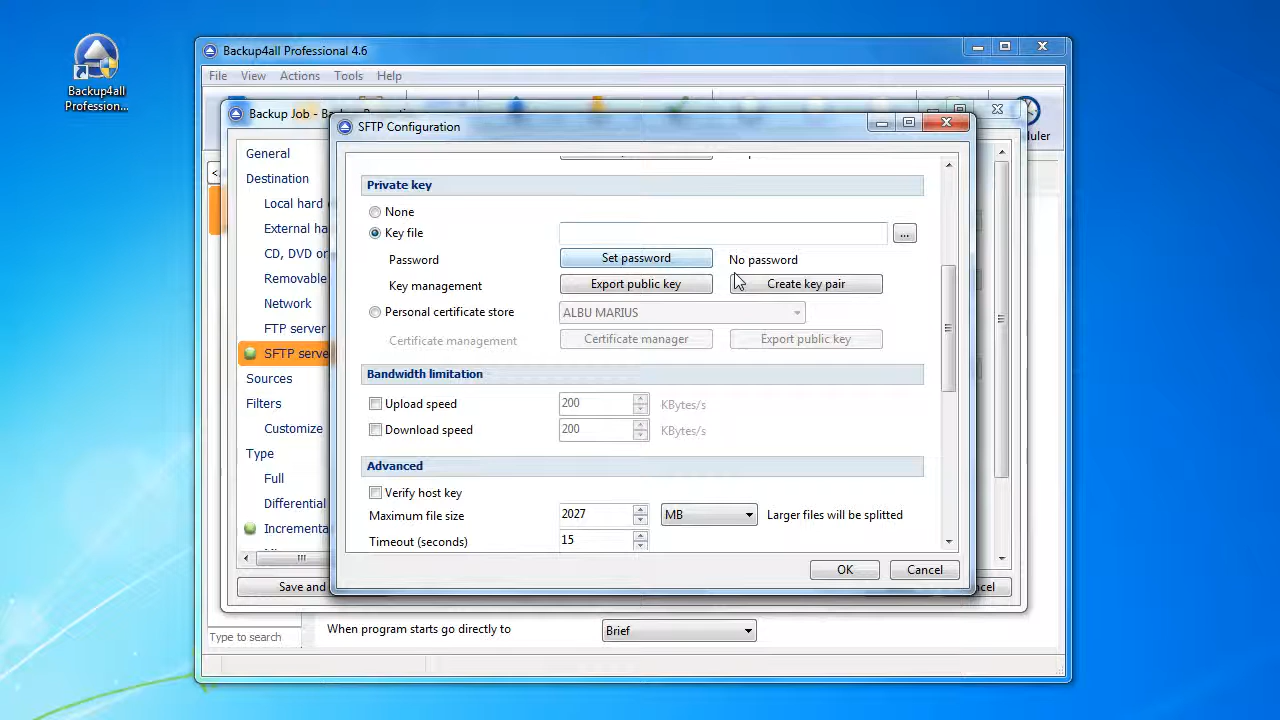 Backup4all
Profession...
Backup4all Professional 4.6
File View Actions Tools Help
Backup Job -
SFTP Configuration
General
Destination
Local hard
External ha
CD, DVD or
Removable
Network
FTP server
SFTP serve
Sources
Filters
Customize
Type
Full
Differential
Incrementa
Private key
None
Key file
...
Password Set password No password
Key management Export public key Create key pair
Personal certificate store ALBU MARIUS
Certificate management Certificate manager Export public key
Bandwidth limitation
Upload speed 200 KBytes/s
Download speed 200 KBytes/s
Advanced
Verify host key
Maximum file size 2027 MB Larger files will be splitted
Timeout (seconds) 15
OK Cancel
Save and
ncel
duler
Type to search
When program starts go directly to Brief